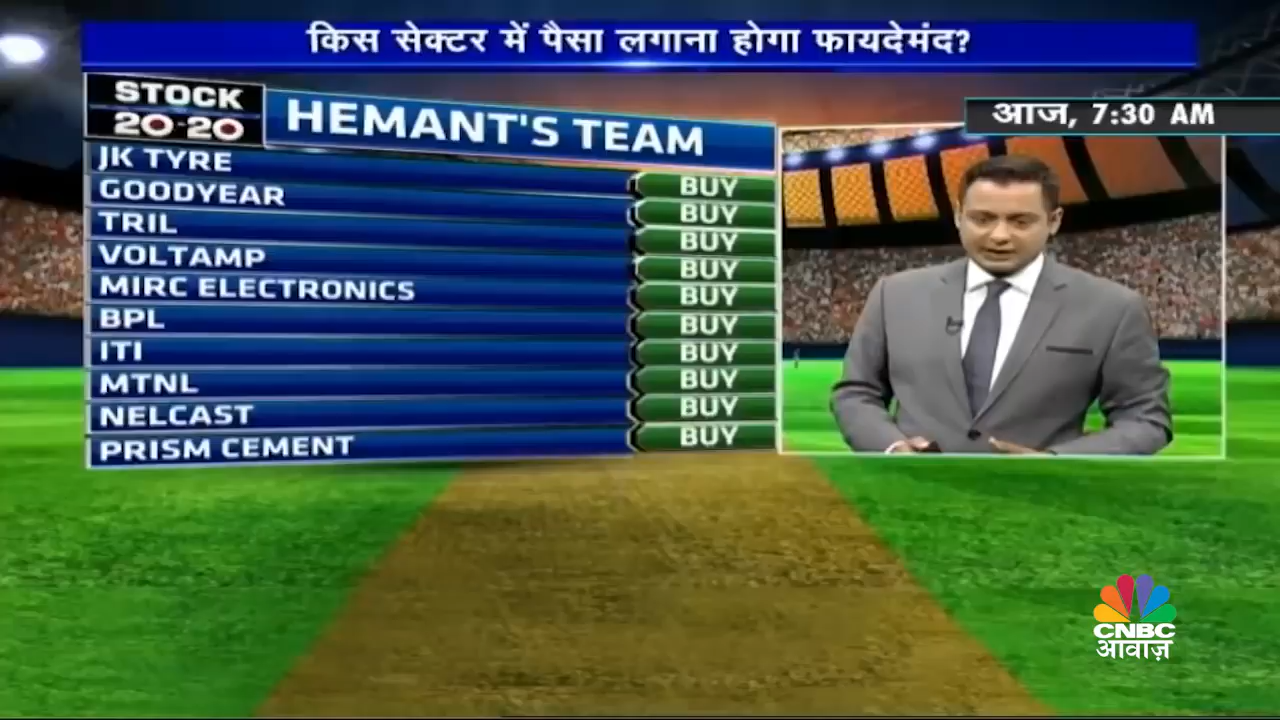 किस सेक्टर में पैसा लगाना होगा फायदेमंद?
STOCK
20-20
HEMANT'S TEAM
आज, 7:30 AM
JK TYRE BUY
GOODYEAR BUY
TRIL BUY
VOLTAMP BUY
MIRC ELECTRONICS BUY
BPL BUY
ITI BUY
MTNL BUY
NELCAST BUY
PRISM CEMENT BUY
CNBC
आवाज़